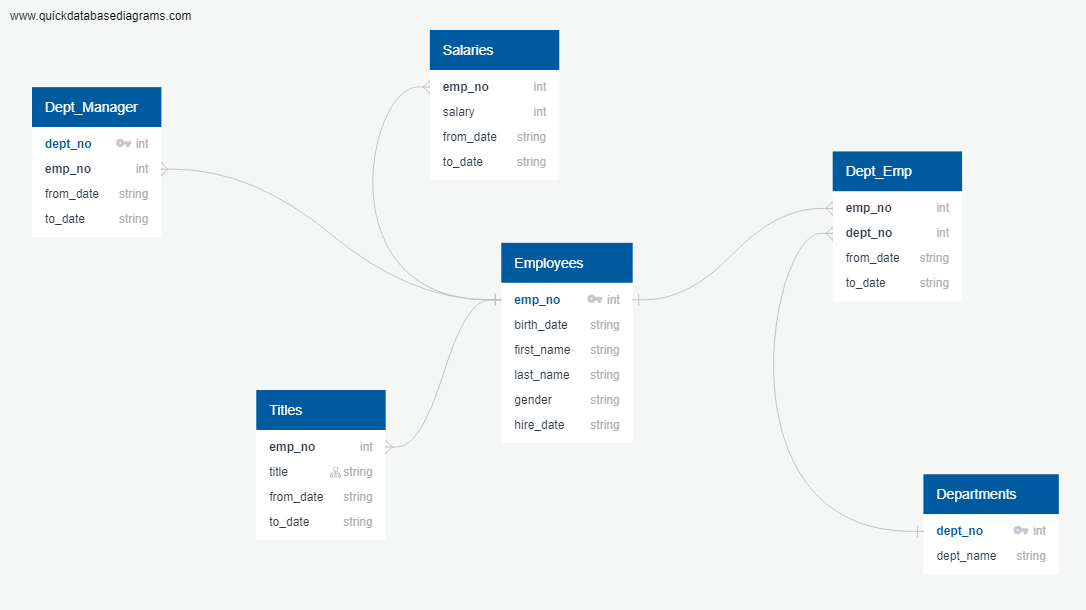 www.quickdatabasediagrams.com
Salaries
emp_no int
salary int
from_date string
to_date string
Dept_Manager
dept_no int
emp_no int
from_date string
to_date string
Dept_Emp
emp_no int
dept_no int
from_date string
to_date string
Employees
emp_no int
birth_date string
first_name string
last_name string
gender string
hire_date string
Titles
emp_no int
title string
from_date string
to_date string
Departments
dept_no int
dept_name string